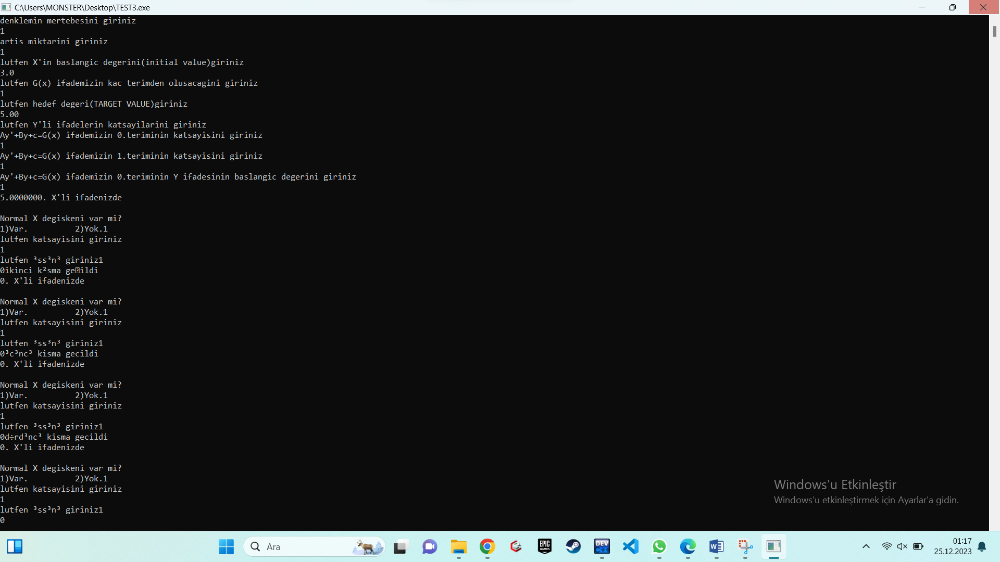 C:\Users\MONSTER\Desktop\TEST3.exe
denklemin mertebesini giriniz
1
artis miktarini giriniz
1
lutfen X'in baslangic degerini(initial value)giriniz
3.0
lutfen G(x) ifademizin kac terimden olusacagini giriniz
1
lutfen hedef degeri(TARGET VALUE)giriniz
5.00
lutfen Y'li ifadelerin katsayilarini giriniz
Ay'+By+c=G(x) ifademizin 0.teriminin katsayisini giriniz
1
Ay'+By+c=G(x) ifademizin 1.teriminin katsayisini giriniz
1
Ay'+By+c=G(x) ifademizin 0.teriminin Y ifadesinin baslangic degerini giriniz
1
5.0000000. X'li ifadenizde
Normal X degiskeni var mi?
1)Var.          2)Yok.1
lutfen katsayisini giriniz
1
lutfen ³ss³n³ giriniz1
0ikinci k²sma ge⍰ildi
0. X'li ifadenizde
Normal X degiskeni var mi?
1)Var.          2)Yok.1
lutfen katsayisini giriniz
1
lutfen ³ss³n³ giriniz1
0³c³nc³ kisma gecildi
0. X'li ifadenizde
Normal X degiskeni var mi?
1)Var.          2)Yok.1
lutfen katsayisini giriniz
1
lutfen ³ss³n³ giriniz1
0d÷rd³nc³ kisma gecildi
0. X'li ifadenizde
Normal X degiskeni var mi?
1)Var.          2)Yok.1
lutfen katsayisini giriniz
1
lutfen ³ss³n³ giriniz1
0
Windows'u Etkinleştir
Windows'u etkinleştirmek için Ayarlar'a gidin.
Ara
EPIC GAMES
DEV C++
01:17
25.12.2023